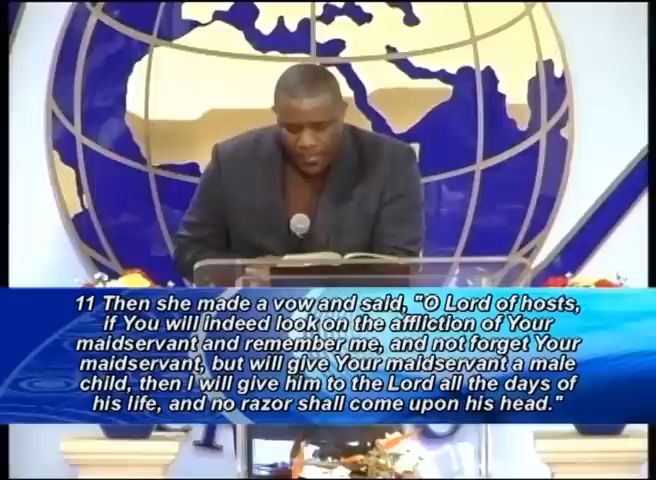 11 Then she made a vow and said, "O Lord of hosts,
if You will indeed look on the affliction of Your
maidservant and remember me, and not forget Your
maidservant, but will give Your maidservant a male
child, then I will give him to the Lord all the days of
his life, and no razor shall come upon his head."